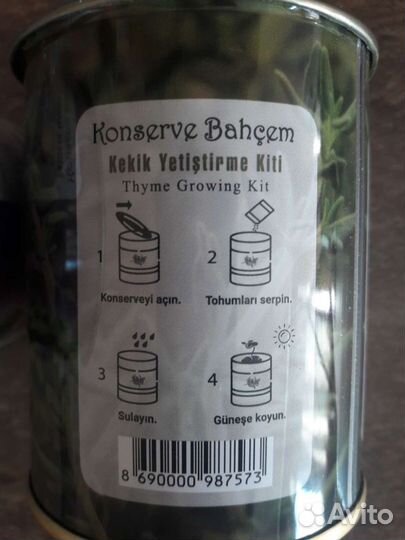 Konserve Bahçem
Kekik Yetiştirme Kiti
Thyme Growing Kit
1
2
Konserveyi açın.
Tohumları serpin.
3
4
Sulayın.
Güneşe koyun.
8 690000 987573
Avito